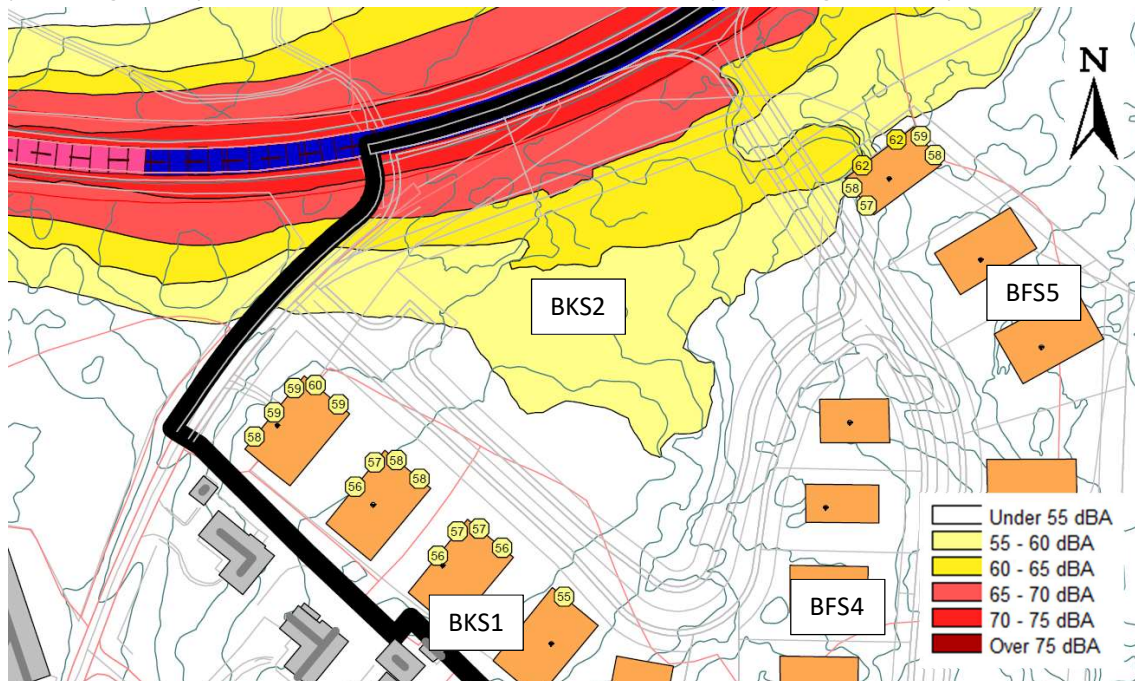 N
59
62
62
58
58
57
BFS5
BKS2
60
59
59
59
58
58
57
58
56
57
57
56
56
55
BKS1
BFS4
Under 55 dBA
55 - 60 dBA
60 - 65 dBA
65 - 70 dBA
70 - 75 dBA
Over 75 dBA